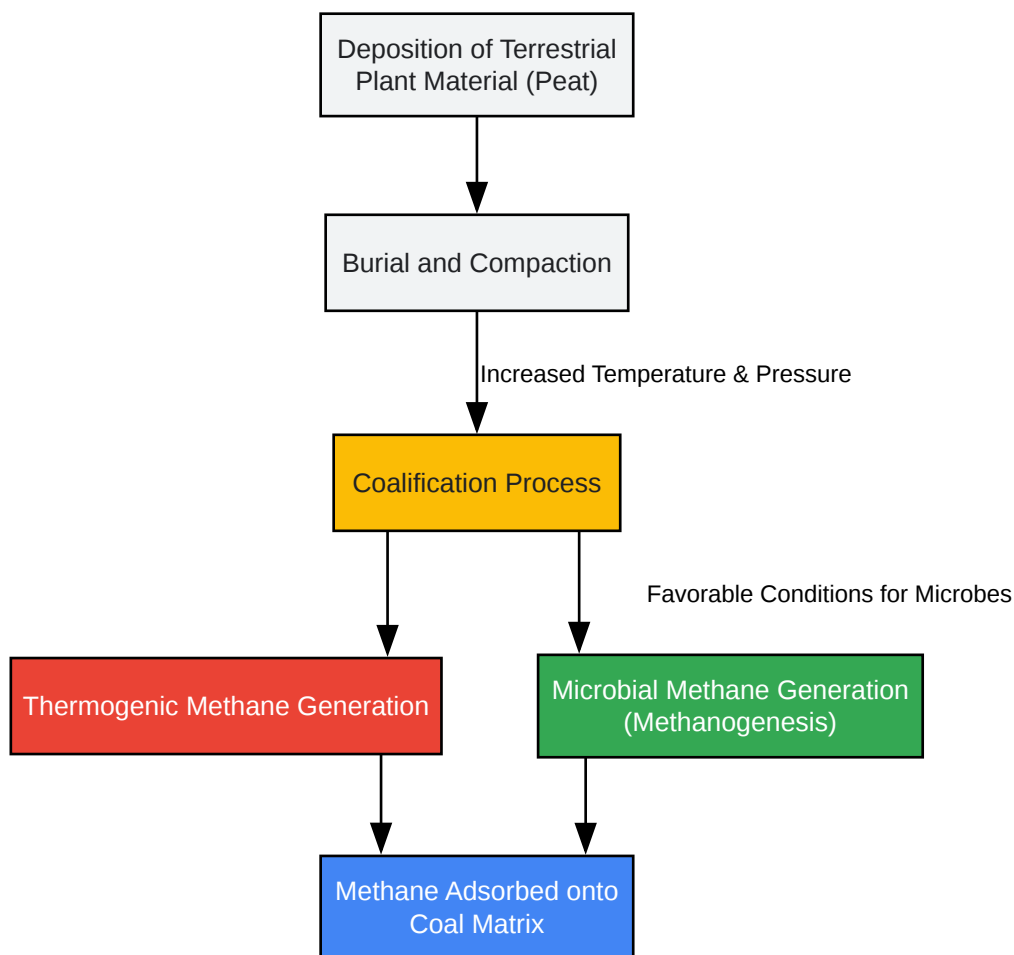 Deposition of Terrestrial
Plant Material (Peat)
Burial and Compaction
Increased Temperature & Pressure
Coalification Process
Favorable Conditions for Microbes
Thermogenic Methane Generation
Microbial Methane Generation
(Methanogenesis)
Methane Adsorbed onto
Coal Matrix